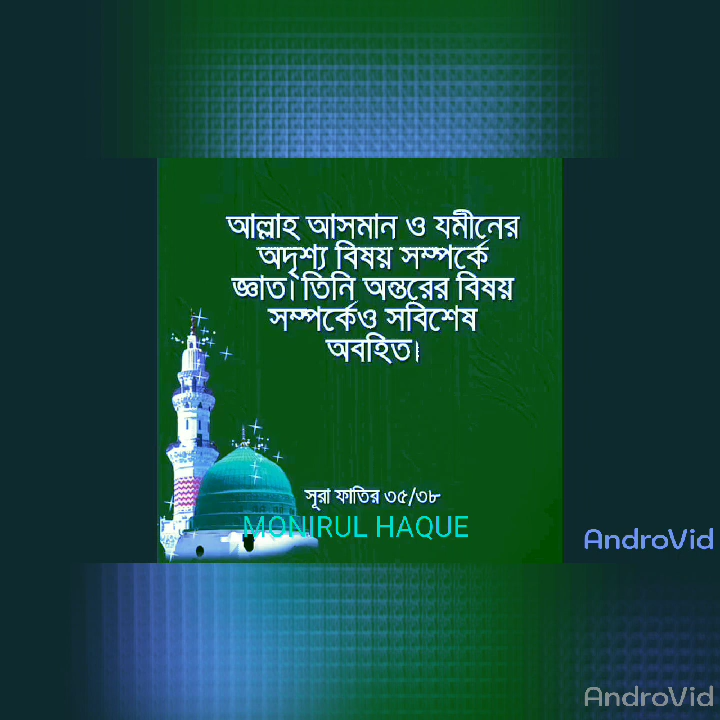 আল্লাহ আসমান ও যমীনের
অদৃশ্য বিষয় সম্পর্কে
জ্ঞাত। তিনি অন্তরের বিষয়
সম্পর্কেও সবিশেষ
অবহিত।
সূরা ফাতির ৩৫/৩৮
MONIRUL HAQUE
AndroVid
AndroVid